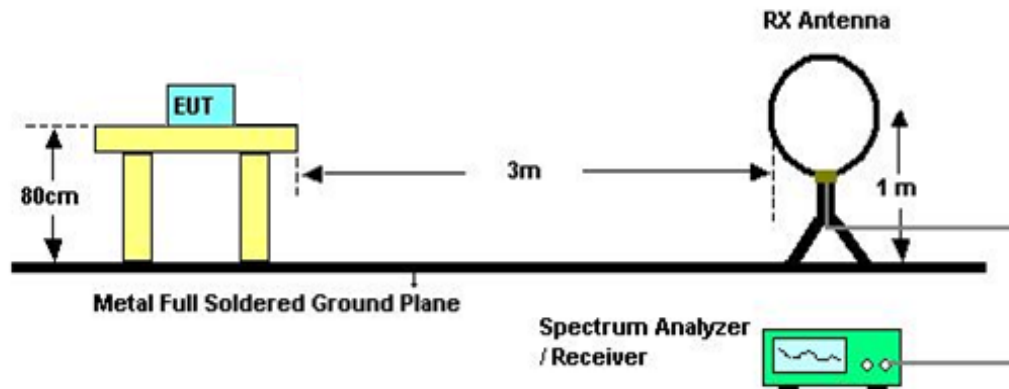 RX Antenna
EUT
80cm
3m
1 m
Metal Full Soldered Ground Plane
Spectrum Analyzer
/ Receiver